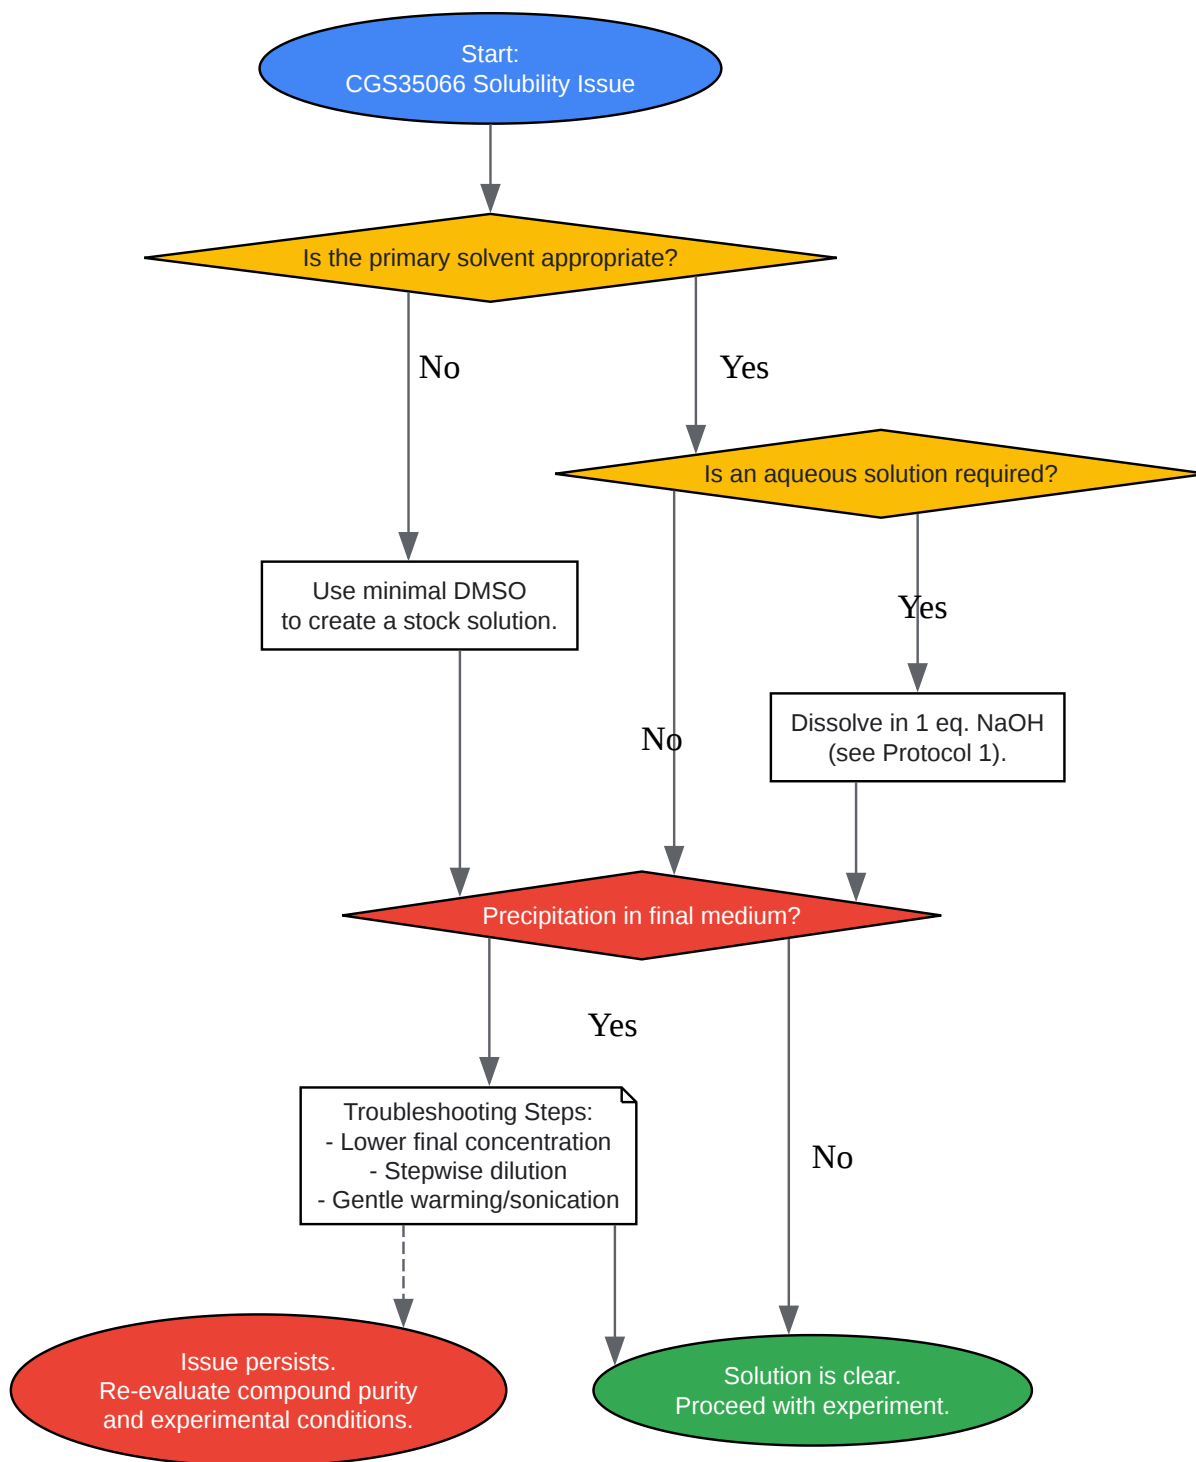 Start:
CGS35066 Solubility Issue
Is the primary solvent appropriate?
No
Yes
Is an aqueous solution required?
Use minimal DMSO
to create a stock solution.
Yes
No
Dissolve in 1 eq. NaOH
(see Protocol 1).
Precipitation in final medium?
Yes
Troubleshooting Steps:
- Lower final concentration
- Stepwise dilution
- Gentle warming/sonication
No
Issue persists.
Re-evaluate compound purity
and experimental conditions.
Solution is clear.
Proceed with experiment.